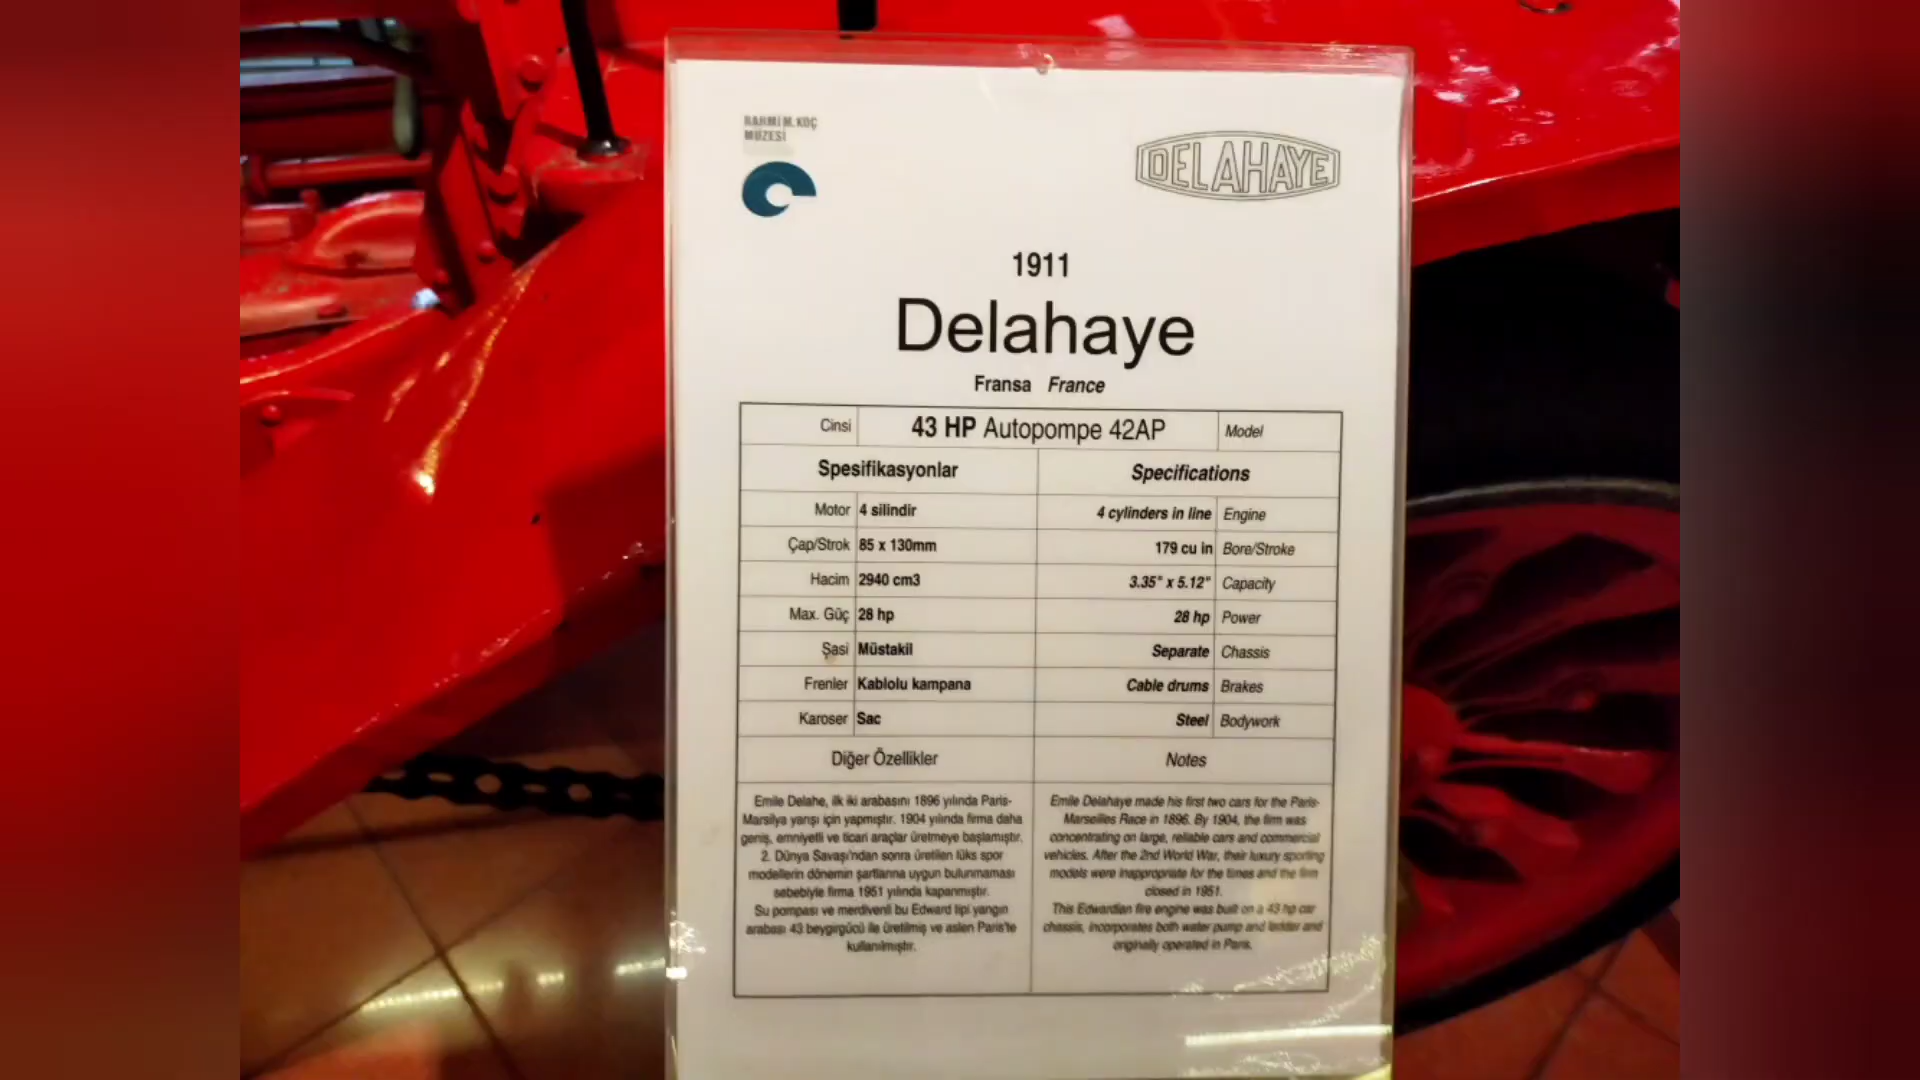 RAHMİ M. KOÇ
MÜZESİ
DELAHAYE
1911
Delahaye
Fransa France
Cinsi 43 HP Autopompe 42AP Model
Spesifikasyonlar Specifications
Motor 4 silindir 4 cylinders in line Engine
Çap/Strok 85 x 130mm 179 cu in Bore/Stroke
Hacim 2940 cm3 3.35" x 5.12" Capacity
Max. Güç 28 hp 28 hp Power
Şasi Müstakil Separate Chassis
Frenler Kablolu kampana Cable drums Brakes
Karoser Sac Steel Bodywork
Diğer Özellikler Notes
Emile Delahe, ilk iki arabasını 1896 yılında Paris-
Marsilya yarışı için yapmıştır. 1904 yılında firma daha
geniş, emniyetli ve ticari araçlar üretmeye başlamıştır.
2. Dünya Savaşı'ndan sonra üretilen lüks spor
modellerin dönemin şartlarına uygun bulunmaması
sebebiyle firma 1951 yılında kapanmıştır.
Su pompası ve merdivenli bu Edward tipi yangın
arabası 43 beygirgücü ile üretilmiş ve aslen Paris'te
kullanılmıştır.
Emile Delahaye made his first two cars for the Paris-
Marseilles Race in 1896. By 1904, the firm was
concentrating on large, reliable cars and commercial
vehicles. After the 2nd World War, their luxury sporting
models were inappropriate for the times and the firm
closed in 1951.
This Edwardian fire engine was built on a 43 hp car
chassis, incorporates both water pump and ladder and
originally operated in Paris.